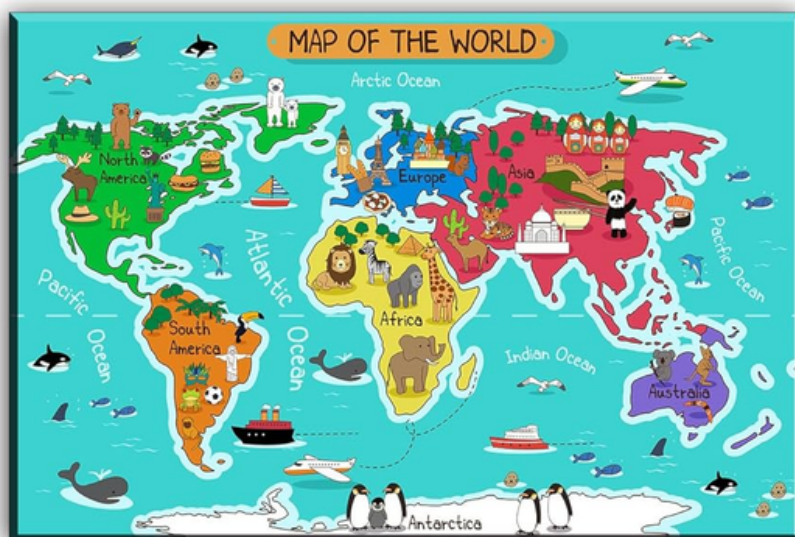 MAP OF THE WORLD
Arctic Ocean
North
America
Europe
Asia
Atlantic
Ocean
Pacific
Ocean
Pacific Ocean
South
America
Africa
Indian Ocean
Australia
Antarctica